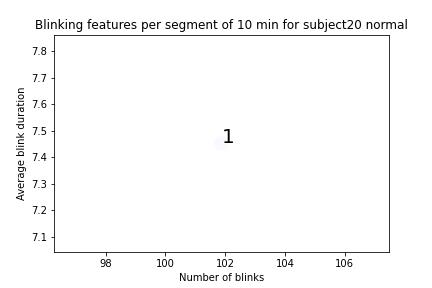 Blinking features per segment of 10 min for subject20 normal
7.8
7.7
7.6
7.5
7.4
7.3
7.2
7.1
Average blink duration
1
98 100 102 104 106
Number of blinks